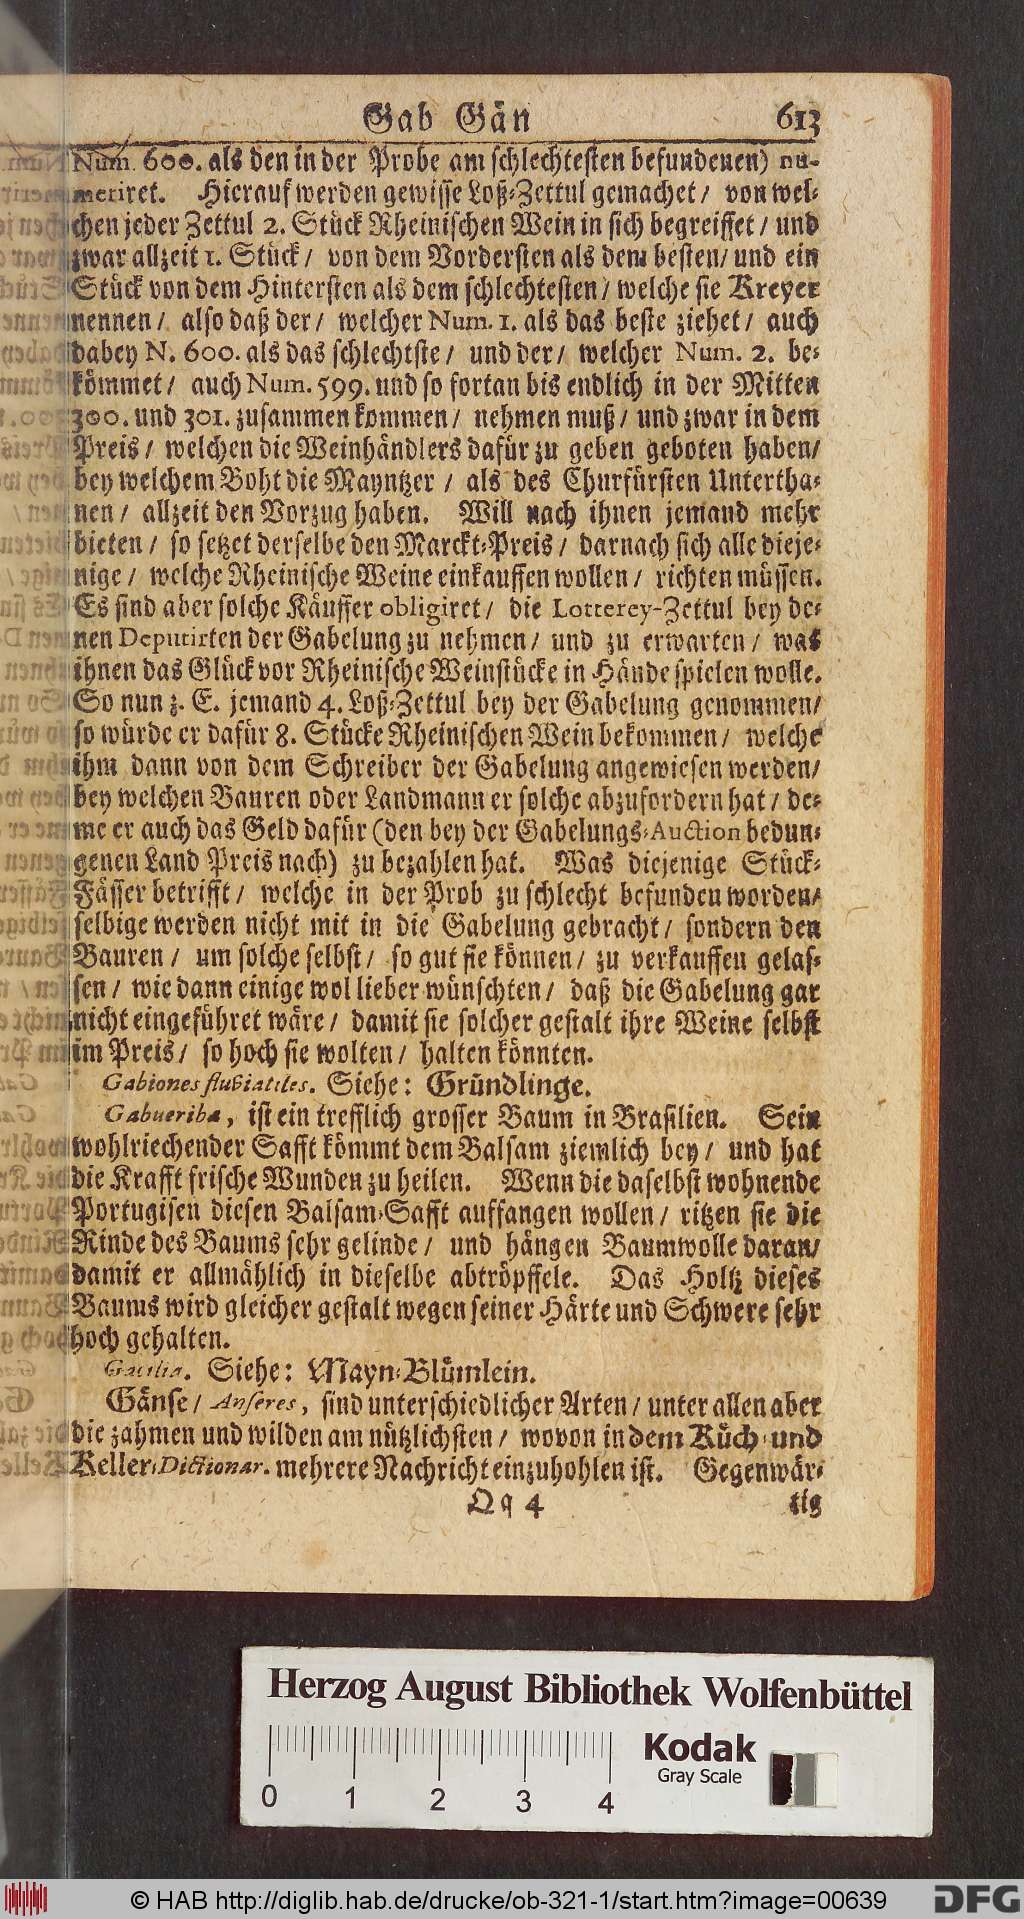 Gab Gän 613
Num. 600. als den in der Probe am schlechtesten befundenen) nu-
meriret. Hierauf werden gewisse Loß-Zettul gemachet / von wel-
chen jeder Zettul 2. Stück Rheinischen Wein in sich begreiffet / und
zwar allzeit 1. Stück / von dem Vordersten als dem besten / und ein
Stück von dem Hintersten als dem schlechtesten / welche sie Kreyer
nennen / also daß der / welcher Num. 1. als das beste ziehet / auch
dabey N. 600. als das schlechtste / und der / welcher Num. 2. be-
kömmet / auch Num. 599. und so fortan bis endlich in der Mitten
300. und 301. zusammen kommen / nehmen muß / und zwar in dem
Preis / welchen die Weinhändlers dafür zu geben geboten haben /
bey welchem Boht die Mayntzer / als des Churfürsten Untertha-
nen / allzeit den Vorzug haben. Will nach ihnen jemand mehr
bieten / so setzet derselbe den Marckt-Preis / darnach sich alle dieje-
nige / welche Rheinische Weine einkauffen wollen / richten müssen.
Es sind aber solche Käuffer obligiret / die Lotterey-Zettul bey de-
nen Deputirten der Gabelung zu nehmen / und zu erwarten / was
ihnen das Glück vor Rheinische Weinstücke in Hände spielen wolle.
So nun z. E. jemand 4. Loß-Zettul bey der Gabelung genommen /
so würde er dafür 8. Stücke Rheinischen Wein bekommen / welche
ihm dann von dem Schreiber der Gabelung angewiesen werden /
bey welchen Bauren oder Landmann er solche abzufordern hat / de-
me er auch das Geld dafür (den bey der Gabelungs-Auction bedun-
genen Land Preis nach) zu bezahlen hat. Was diejenige Stück-
Fässer betrifft / welche in der Prob zu schlecht befunden worden /
selbige werden nicht mit in die Gabelung gebracht / sondern den
Bauren / um solche selbst / so gut sie können / zu verkauffen gelas-
sen / wie dann einige wol lieber wünschten / daß die Gabelung gar
nicht eingeführet wäre / damit sie solcher gestalt ihre Weine selbst
im Preis / so hoch sie wolten / halten könnten.
Gabiones fluviatiles. Siehe: Gründlinge.
Gabueriba, ist ein trefflich grosser Baum in Brasilien. Sein
wohlriechender Safft kömmt dem Balsam ziemlich bey / und hat
die Krafft frische Wunden zu heilen. Wenn die daselbst wohnende
Portugisen diesen Balsam-Safft auffangen wollen / ritzen sie die
Rinde des Baums sehr gelinde / und hängen Baumwolle daran /
damit er allmählich in dieselbe abtröpffele. Das Holtz dieses
Baums wird gleicher gestalt wegen seiner Härte und Schwere sehr
hoch gehalten.
Gacilia. Siehe: Mayn-Blümlein.
Gänse / Anseres, sind unterschiedlicher Arten / unter allen aber
die zahmen und wilden am nützlichsten / wovon in dem Küch- und
Keller-Dictionar. mehrere Nachricht einzuhohlen ist. Gegenwär-
Qq 4 tig
Herzog August Bibliothek Wolfenbüttel
Kodak
Gray Scale
0 1 2 3 4
© HAB http://diglib.hab.de/drucke/ob-321-1/start.htm?image=00639
DFG